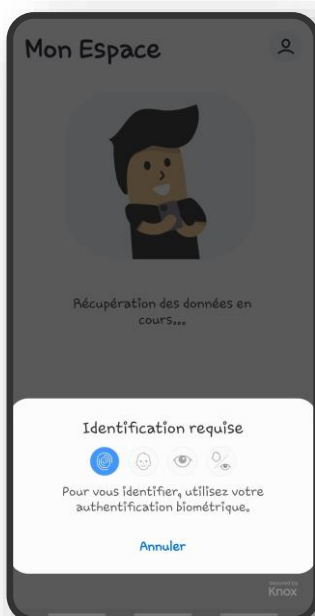 Mon Espace
Récupération des données en
cours...
Identification requise
Pour vous identifier, utilisez votre
authentification biométrique.
Annuler
Secured by
Knox